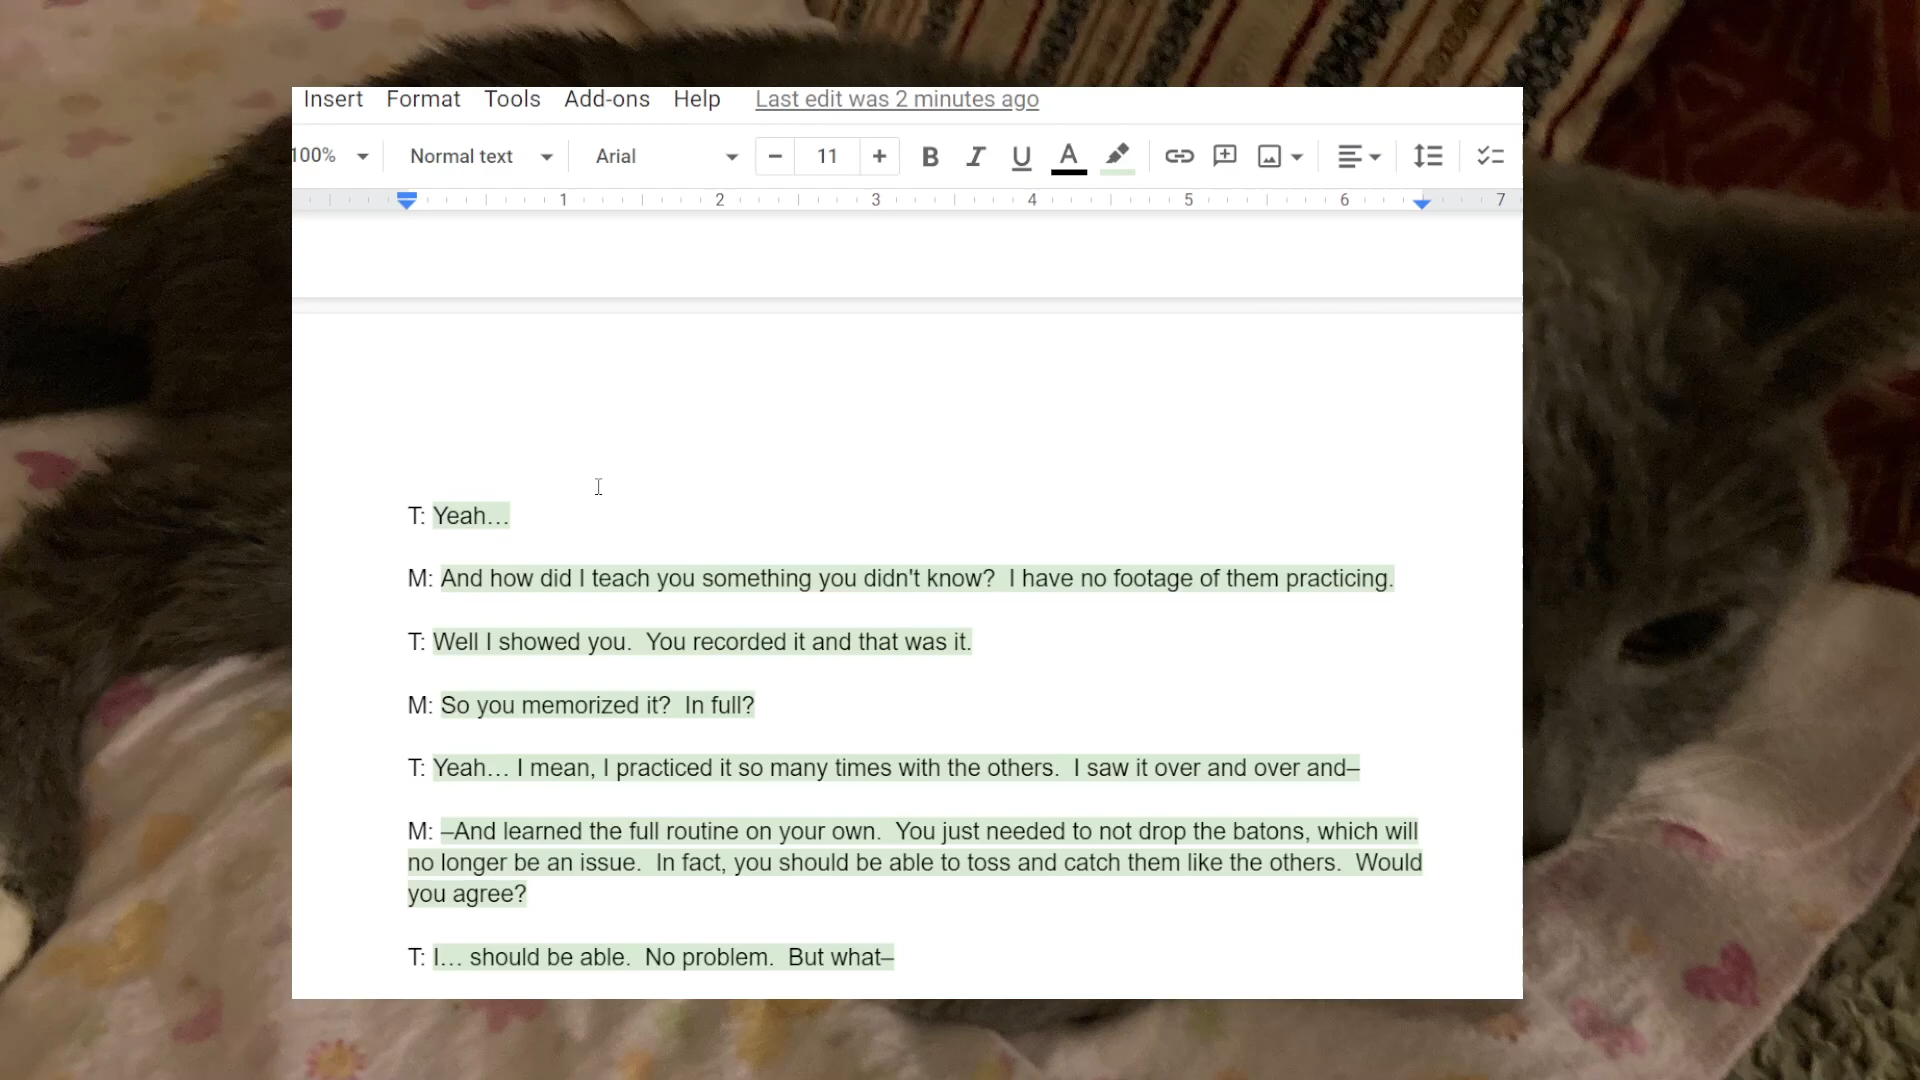 Insert Format Tools Add-ons Help Last edit was 2 minutes ago
100% Normal text Arial 11 B I U A
1 2 3 4 5 6 7
T: Yeah…
M: And how did I teach you something you didn't know?  I have no footage of them practicing.
T: Well I showed you.  You recorded it and that was it.
M: So you memorized it?  In full?
T: Yeah… I mean, I practiced it so many times with the others.  I saw it over and over and–
M: –And learned the full routine on your own.  You just needed to not drop the batons, which will
no longer be an issue.  In fact, you should be able to toss and catch them like the others.  Would
you agree?
T: I… should be able.  No problem.  But what–